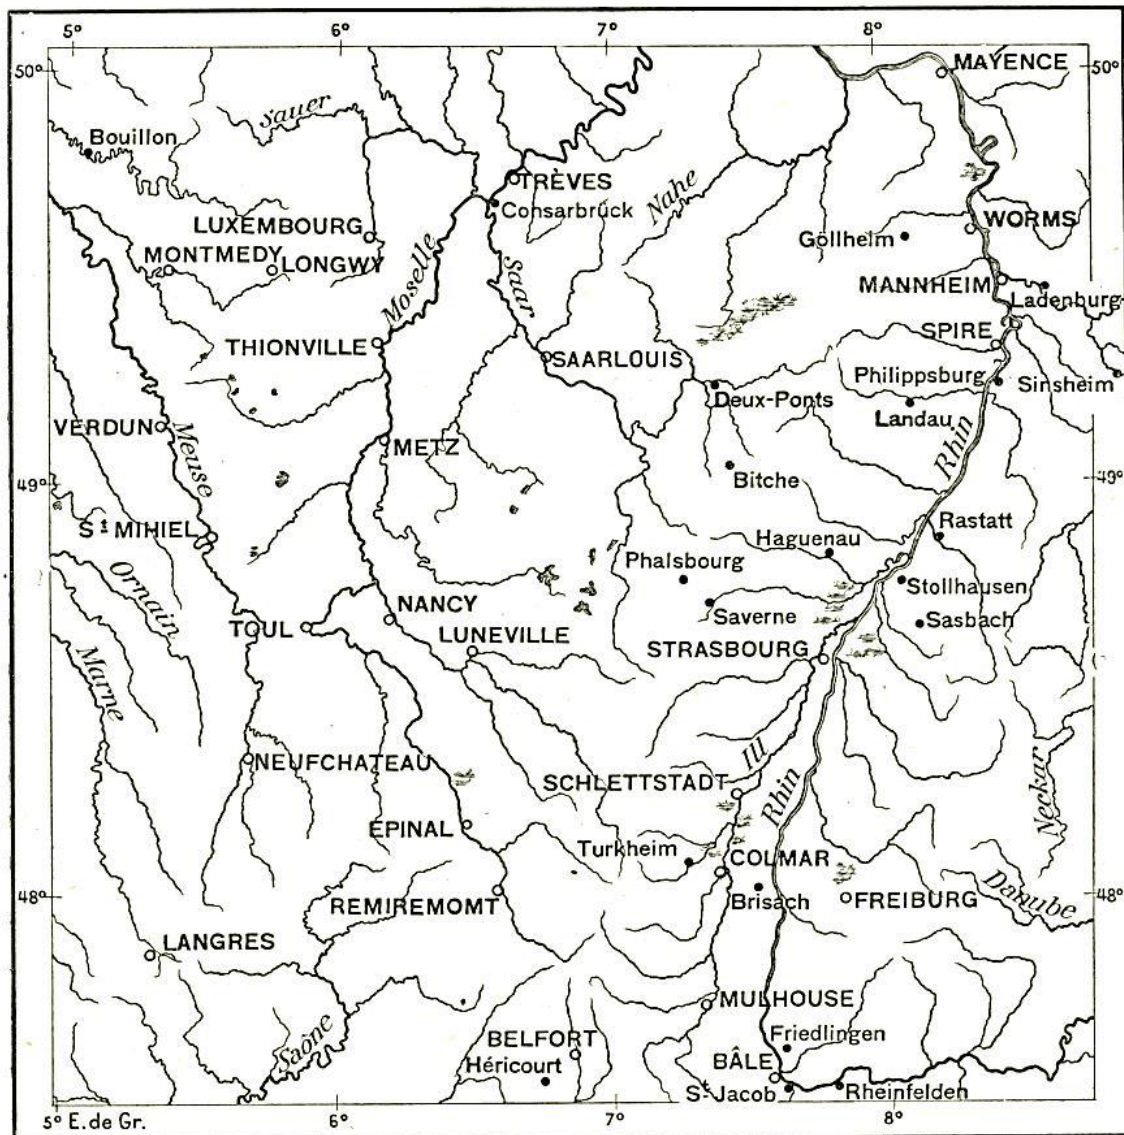 5° 6° 7° 8°
50° 50°
MAYENCE
Sauer
Bouillon
TRÈVES
Nahe
Consarbrück
LUXEMBOURG
WORMS
Göllheim
MONTMEDY LONGWY
Moselle
Saar
MANNHEIM
Ladenburg
THIONVILLE
SPIRE
SAARLOUIS
Philippsburg
Sinsheim
Deux-Ponts
Landau
VERDUN
Meuse
METZ
Rhin
Bitche
49° 49°
St MIHIEL
Rastatt
Haguenau
Phalsbourg
Ornain
Stollhausen
NANCY
Saverne
Sasbach
TOUL
LUNEVILLE
STRASBOURG
Marne
Ill
NEUFCHATEAU
SCHLETTSTADT
Rhin
Neckar
EPINAL
Turkheim
COLMAR
48° 48°
REMIREMOMT
Brisach
FREIBURG
Danube
LANGRES
MULHOUSE
Saône
BELFORT
Friedlingen
Héricourt
BÂLE
St Jacob
Rheinfelden
5° E. de Gr. 6° 7° 8°